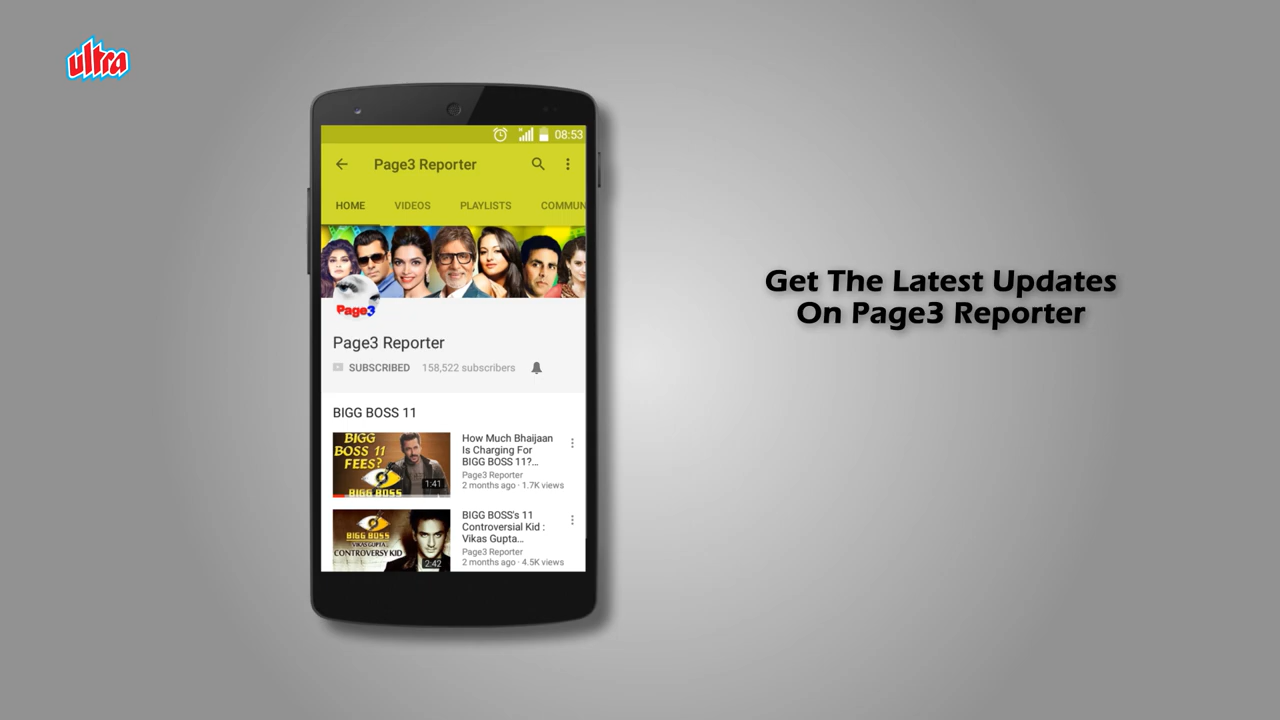 ultra
08:53
Page3 Reporter
HOME VIDEOS PLAYLISTS COMMUN
Page3
Page3 Reporter
SUBSCRIBED 158,522 subscribers
BIGG BOSS 11
BIGG
BOSS 11
FEES?
BIGG BOSS
1:41
How Much Bhaijaan
Is Charging For
BIGG BOSS 11?...
Page3 Reporter
2 months ago · 1.7K views
BIGG BOSS
VIKAS GUPTA
CONTROVERSY KID
2:42
BIGG BOSS's 11
Controversial Kid :
Vikas Gupta...
Page3 Reporter
2 months ago · 4.5K views
Get The Latest Updates
On Page3 Reporter